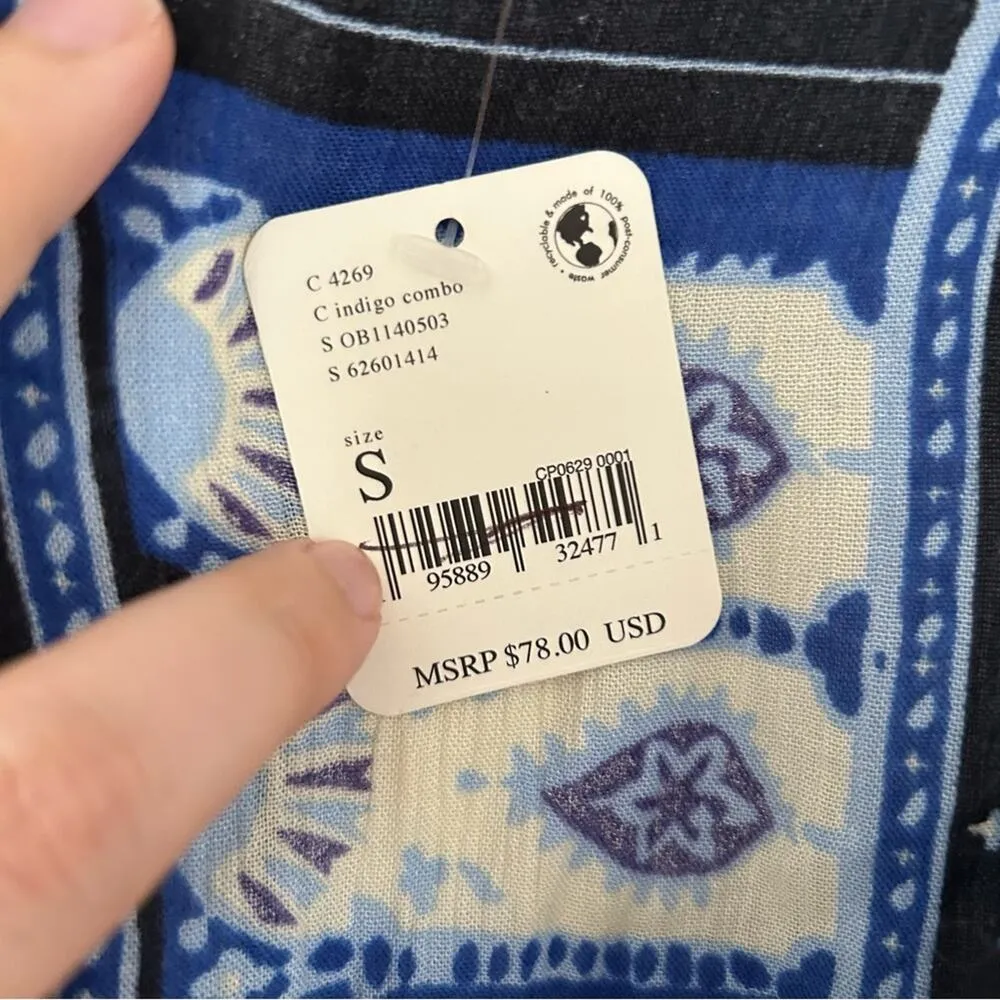 recyclable & made of 100% post-consumer waste •
C 4269
C indigo combo
S OB1140503
S 62601414
size
S
CP0629 0001
95889 32477 1
MSRP $78.00 USD